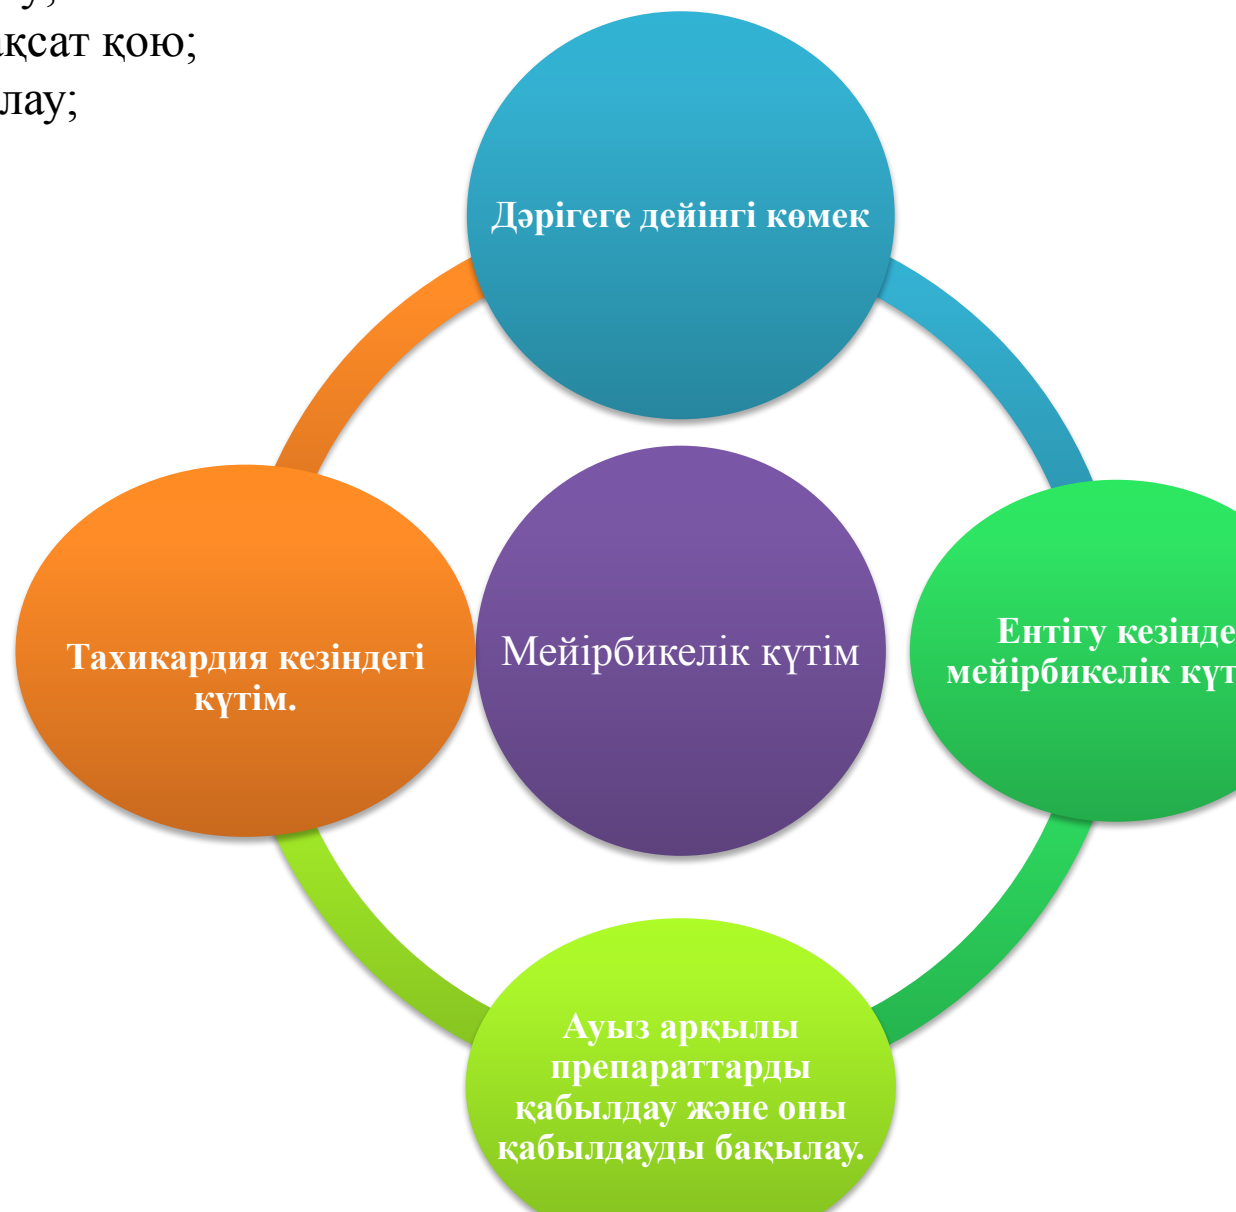 у;
қсат қою;
лау;
Дәрігеге дейінгі көмек
Тахикардия кезіндегі
күтім.
Мейірбикелік күтім
Ентігу кезінде
мейірбикелік күт
Ауыз арқылы
препараттарды
қабылдау және оны
қабылдауды бақылау.